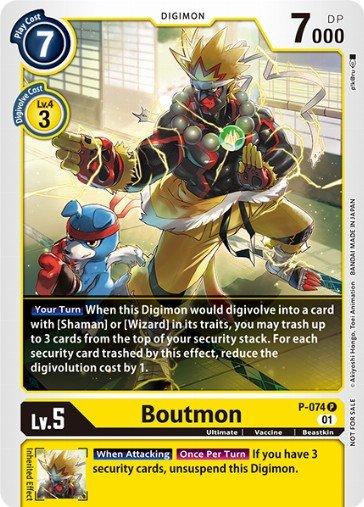 Play Cost
7
DIGIMON
7000
DP
Digivolve Cost
Lv.4
3
Your Turn When this Digimon would digivolve into a card
with [Shaman] or [Wizard] in its traits, you may trash up
to 3 cards from the top of your security stack. For each
security card trashed by this effect, reduce the
digivolution cost by 1.
Lv.5
Boutmon
P-074 P
01
Ultimate | Vaccine | Beastkin
Inherited Effect
When Attacking Once Per Turn If you have 3
security cards, unsuspend this Digimon.
© Akiyoshi Hongo, Toei Animation BANDAI MADE IN JAPAN
NOT FOR SALE